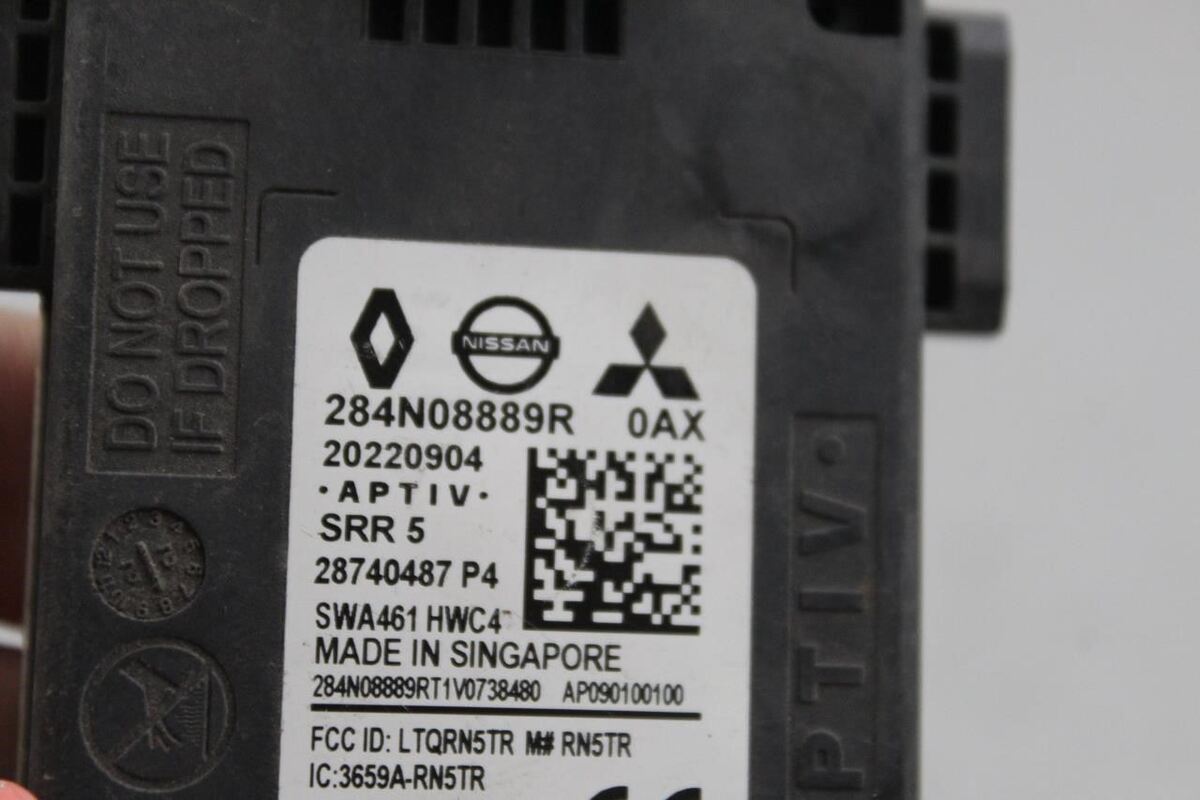 DO NOT USE
IF DROPPED
NISSAN
284N08889R 0AX
20220904
·APTIV·
SRR 5
28740487 P4
SWA461 HWC4
MADE IN SINGAPORE
284N08889RT1V0738480 AP090100100
FCC ID: LTQRN5TR M# RN5TR
IC:3659A-RN5TR
PTIV·